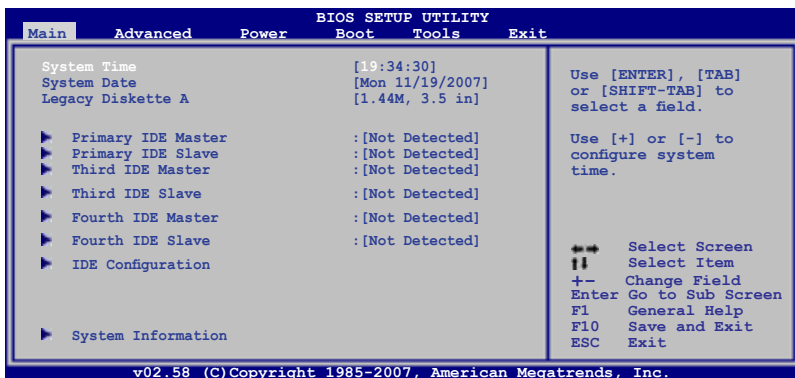 BIOS SETUP UTILITY
Main Advanced Power Boot Tools Exit
System Time [19:34:30]
System Date [Mon 11/19/2007]
Legacy Diskette A [1.44M, 3.5 in]
Primary IDE Master :[Not Detected]
Primary IDE Slave :[Not Detected]
Third IDE Master :[Not Detected]
Third IDE Slave :[Not Detected]
Fourth IDE Master :[Not Detected]
Fourth IDE Slave :[Not Detected]
IDE Configuration
System Information
Use [ENTER], [TAB]
or [SHIFT-TAB] to
select a field.
Use [+] or [-] to
configure system
time.
Select Screen
Select Item
+- Change Field
Enter Go to Sub Screen
F1 General Help
F10 Save and Exit
ESC Exit
v02.58 (C)Copyright 1985-2007, American Megatrends, Inc.